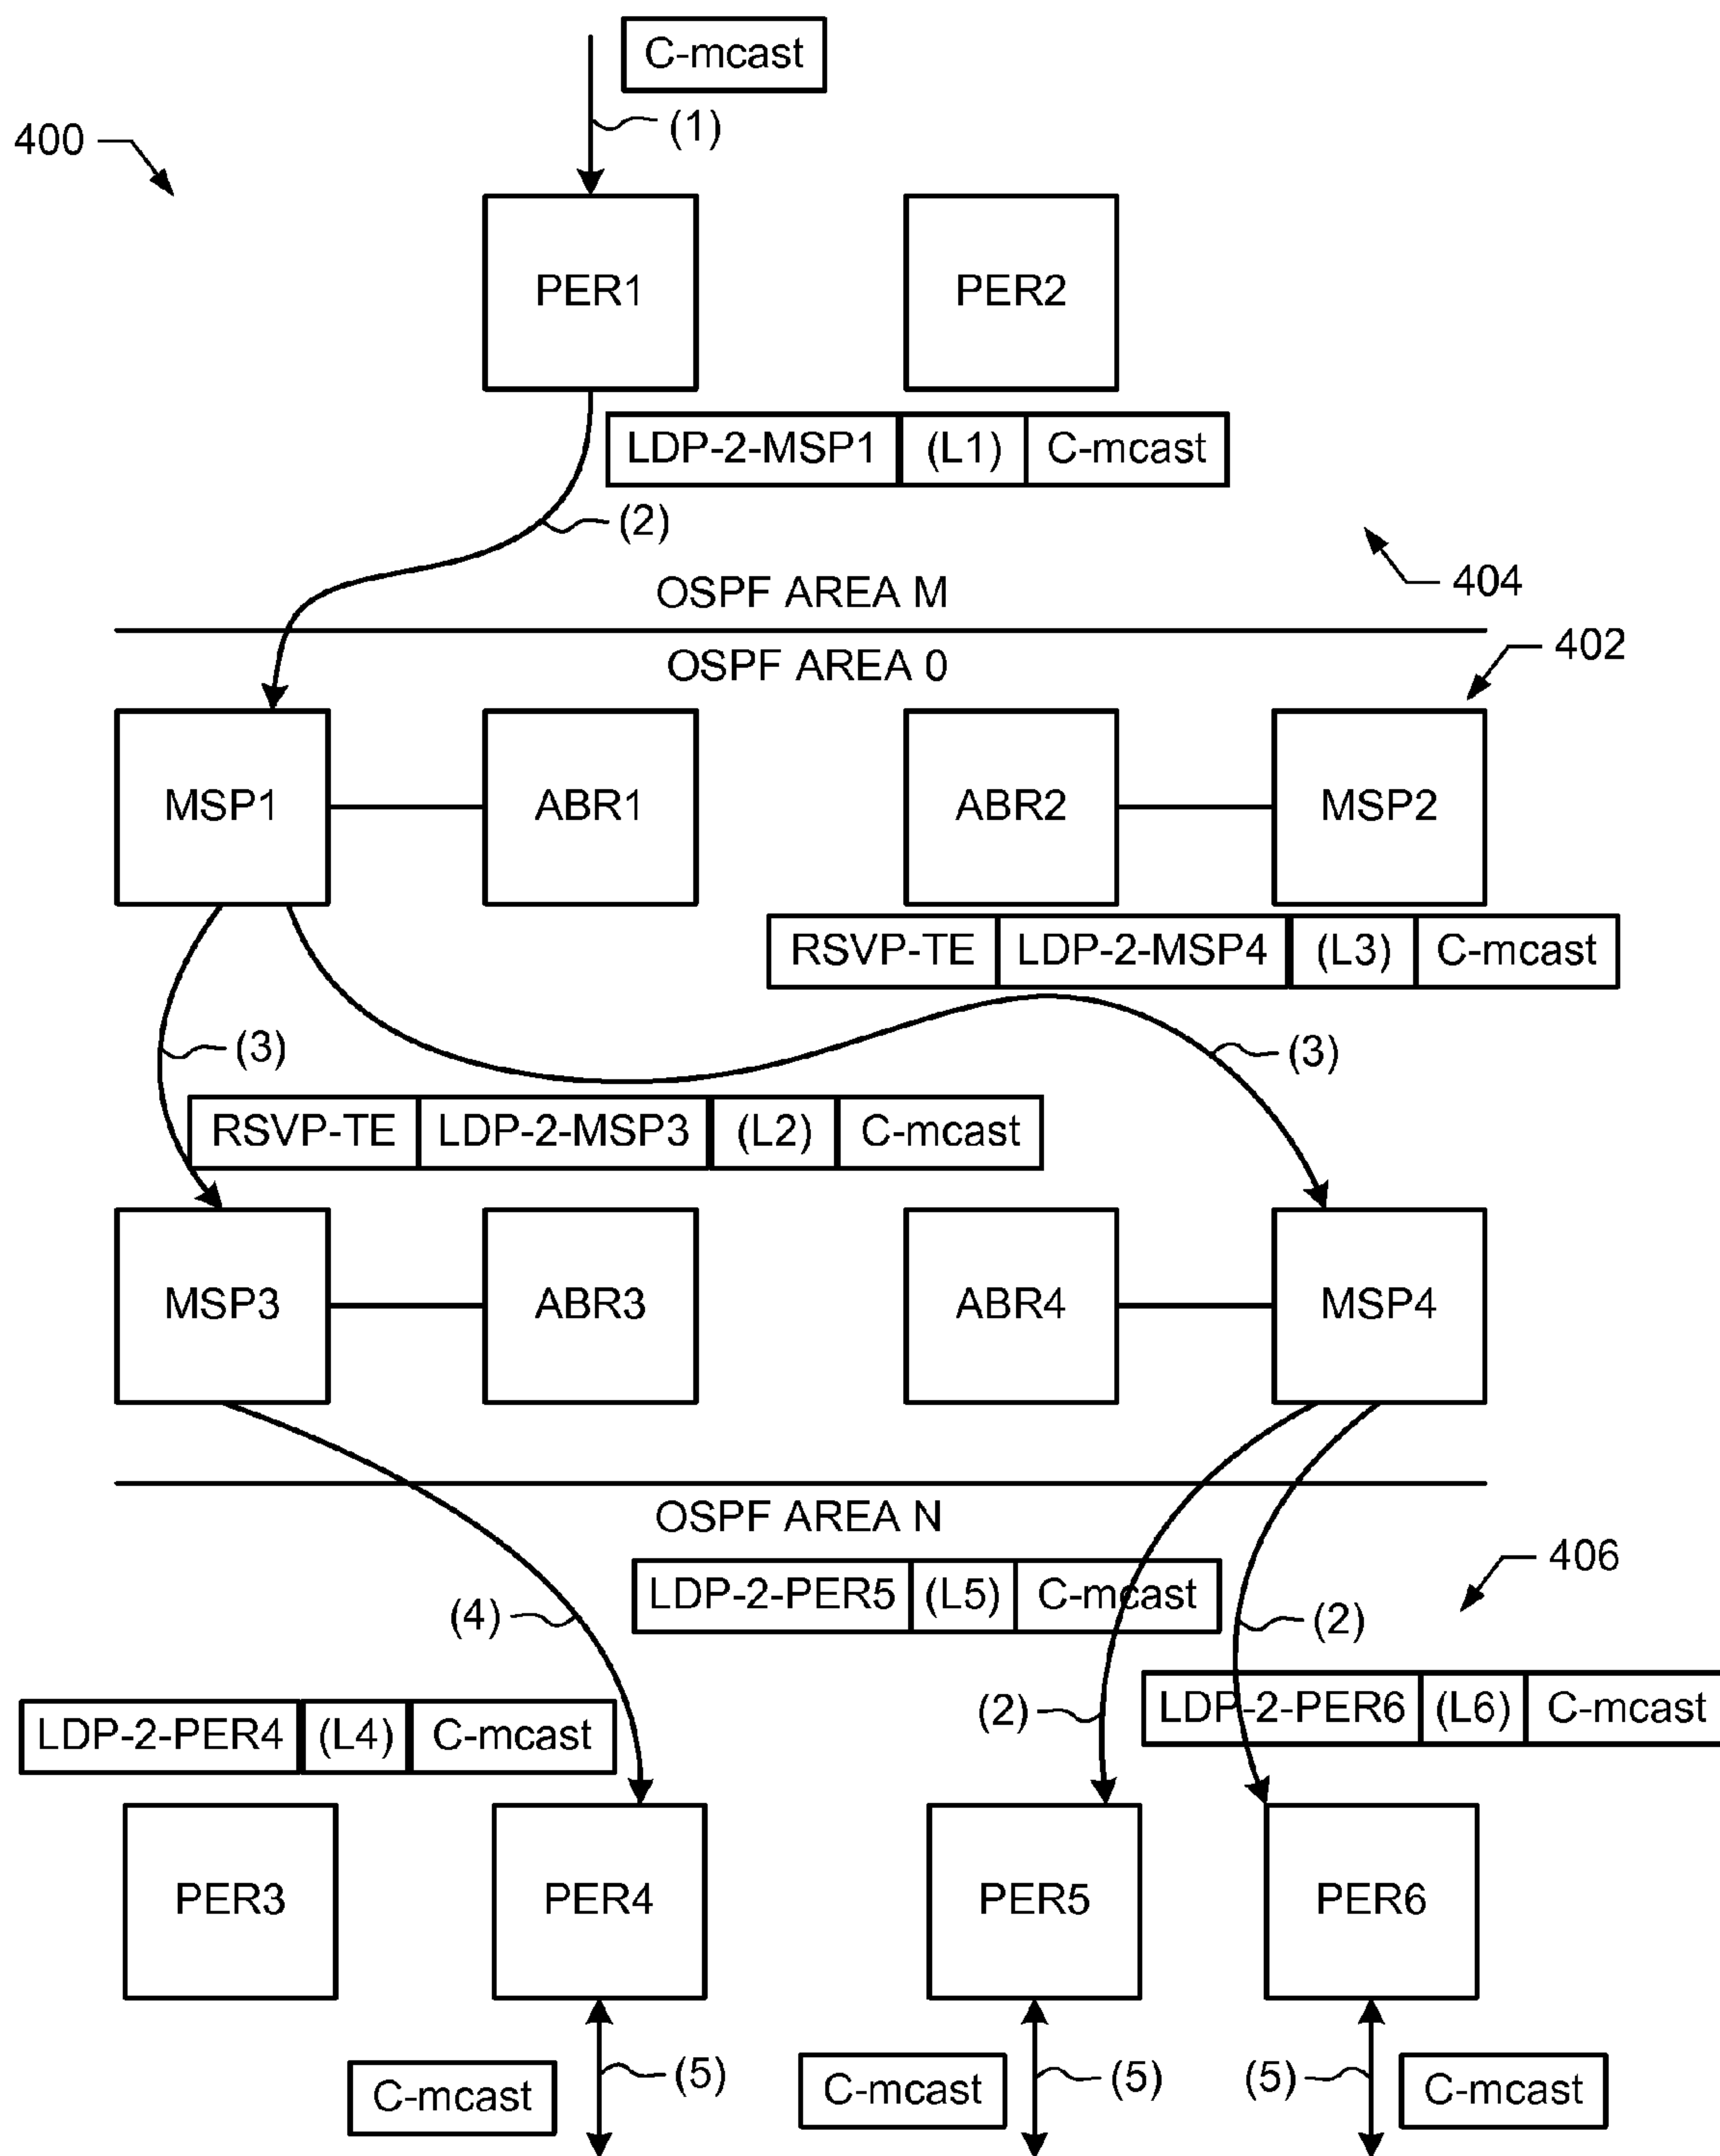 C-mcast
(1)
400
PER1
PER2
LDP-2-MSP1 (L1) C-mcast
(2)
404
OSPF AREA M
OSPF AREA 0
402
MSP1
ABR1
ABR2
MSP2
RSVP-TE LDP-2-MSP4 (L3) C-mcast
(3)
(3)
RSVP-TE LDP-2-MSP3 (L2) C-mcast
MSP3
ABR3
ABR4
MSP4
OSPF AREA N
406
LDP-2-PER5 (L5) C-mcast
(4)
(2)
(2)
LDP-2-PER6 (L6) C-mcast
LDP-2-PER4 (L4) C-mcast
PER3
PER4
PER5
PER6
C-mcast
(5)
C-mcast
(5)
(5)
C-mcast